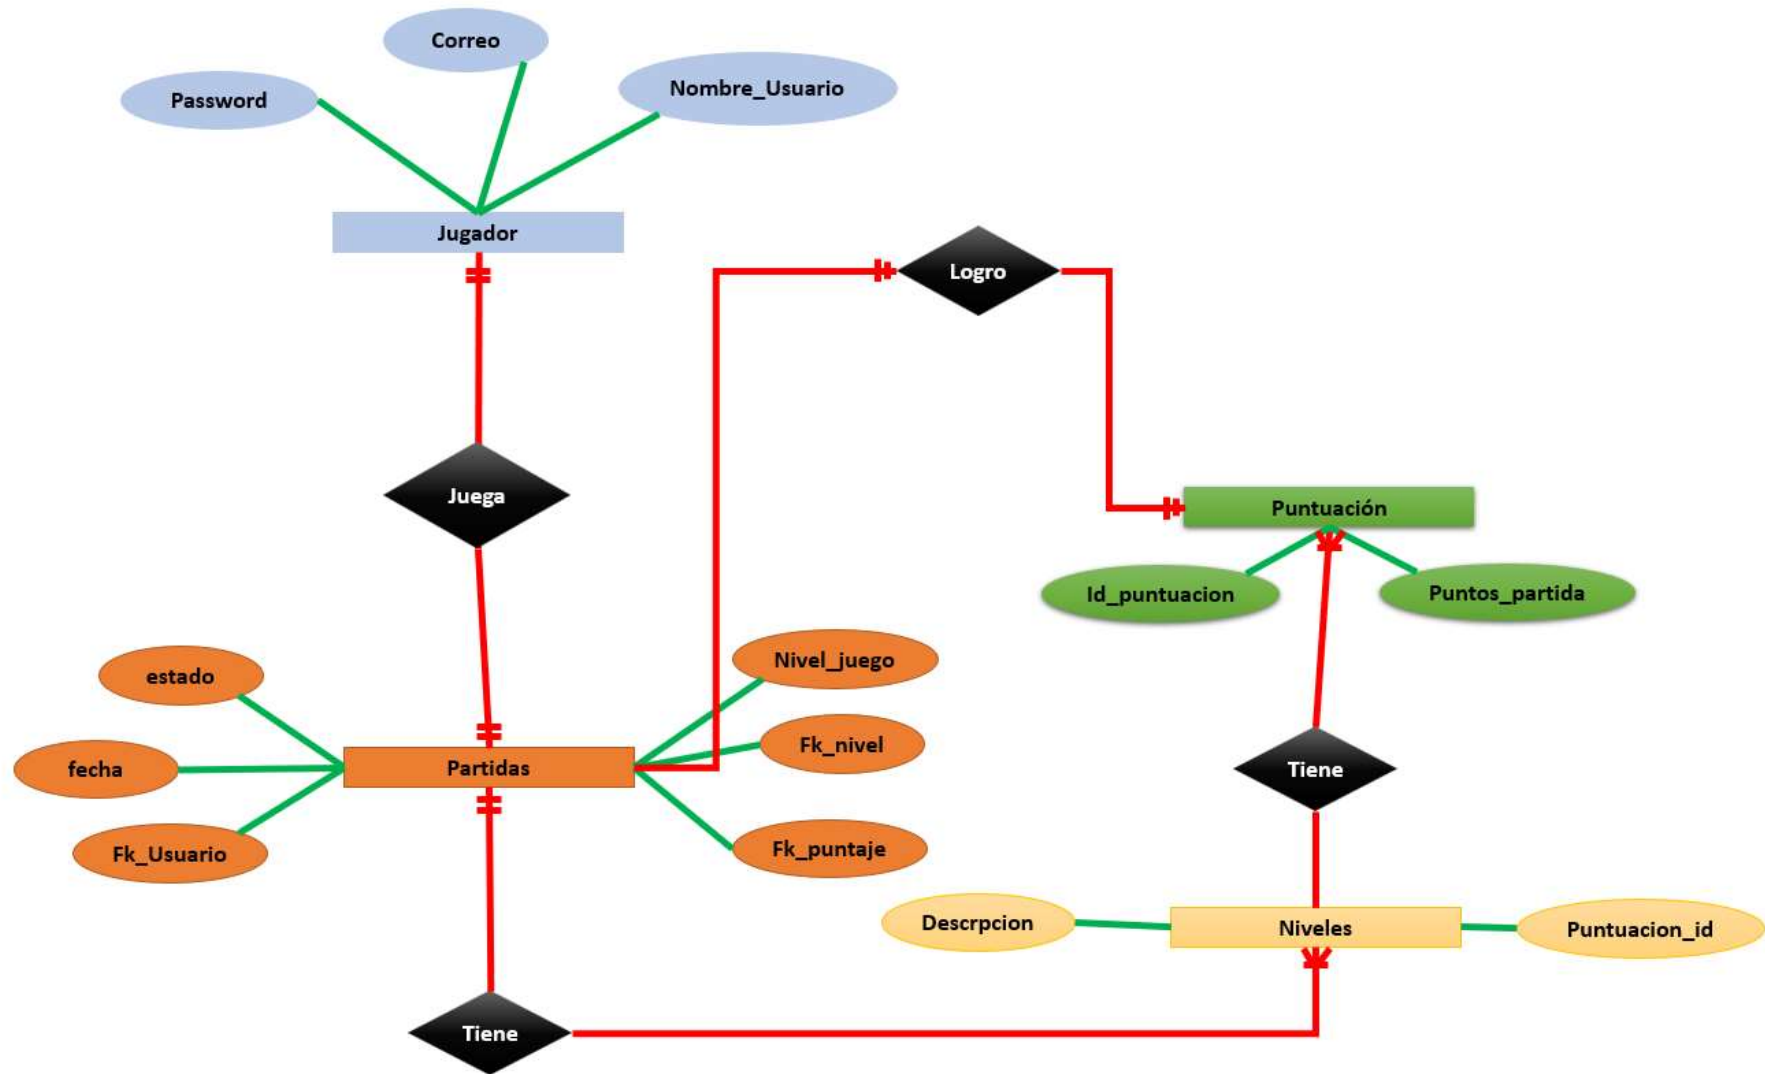 Correo
Password
Nombre_Usuario
Jugador
Logro
Juega
Puntuación
Id_puntuacion
Puntos_partida
estado
Nivel_juego
fecha
Partidas
Fk_nivel
Tiene
Fk_Usuario
Fk_puntaje
Descrpcion
Niveles
Puntuacion_id
Tiene